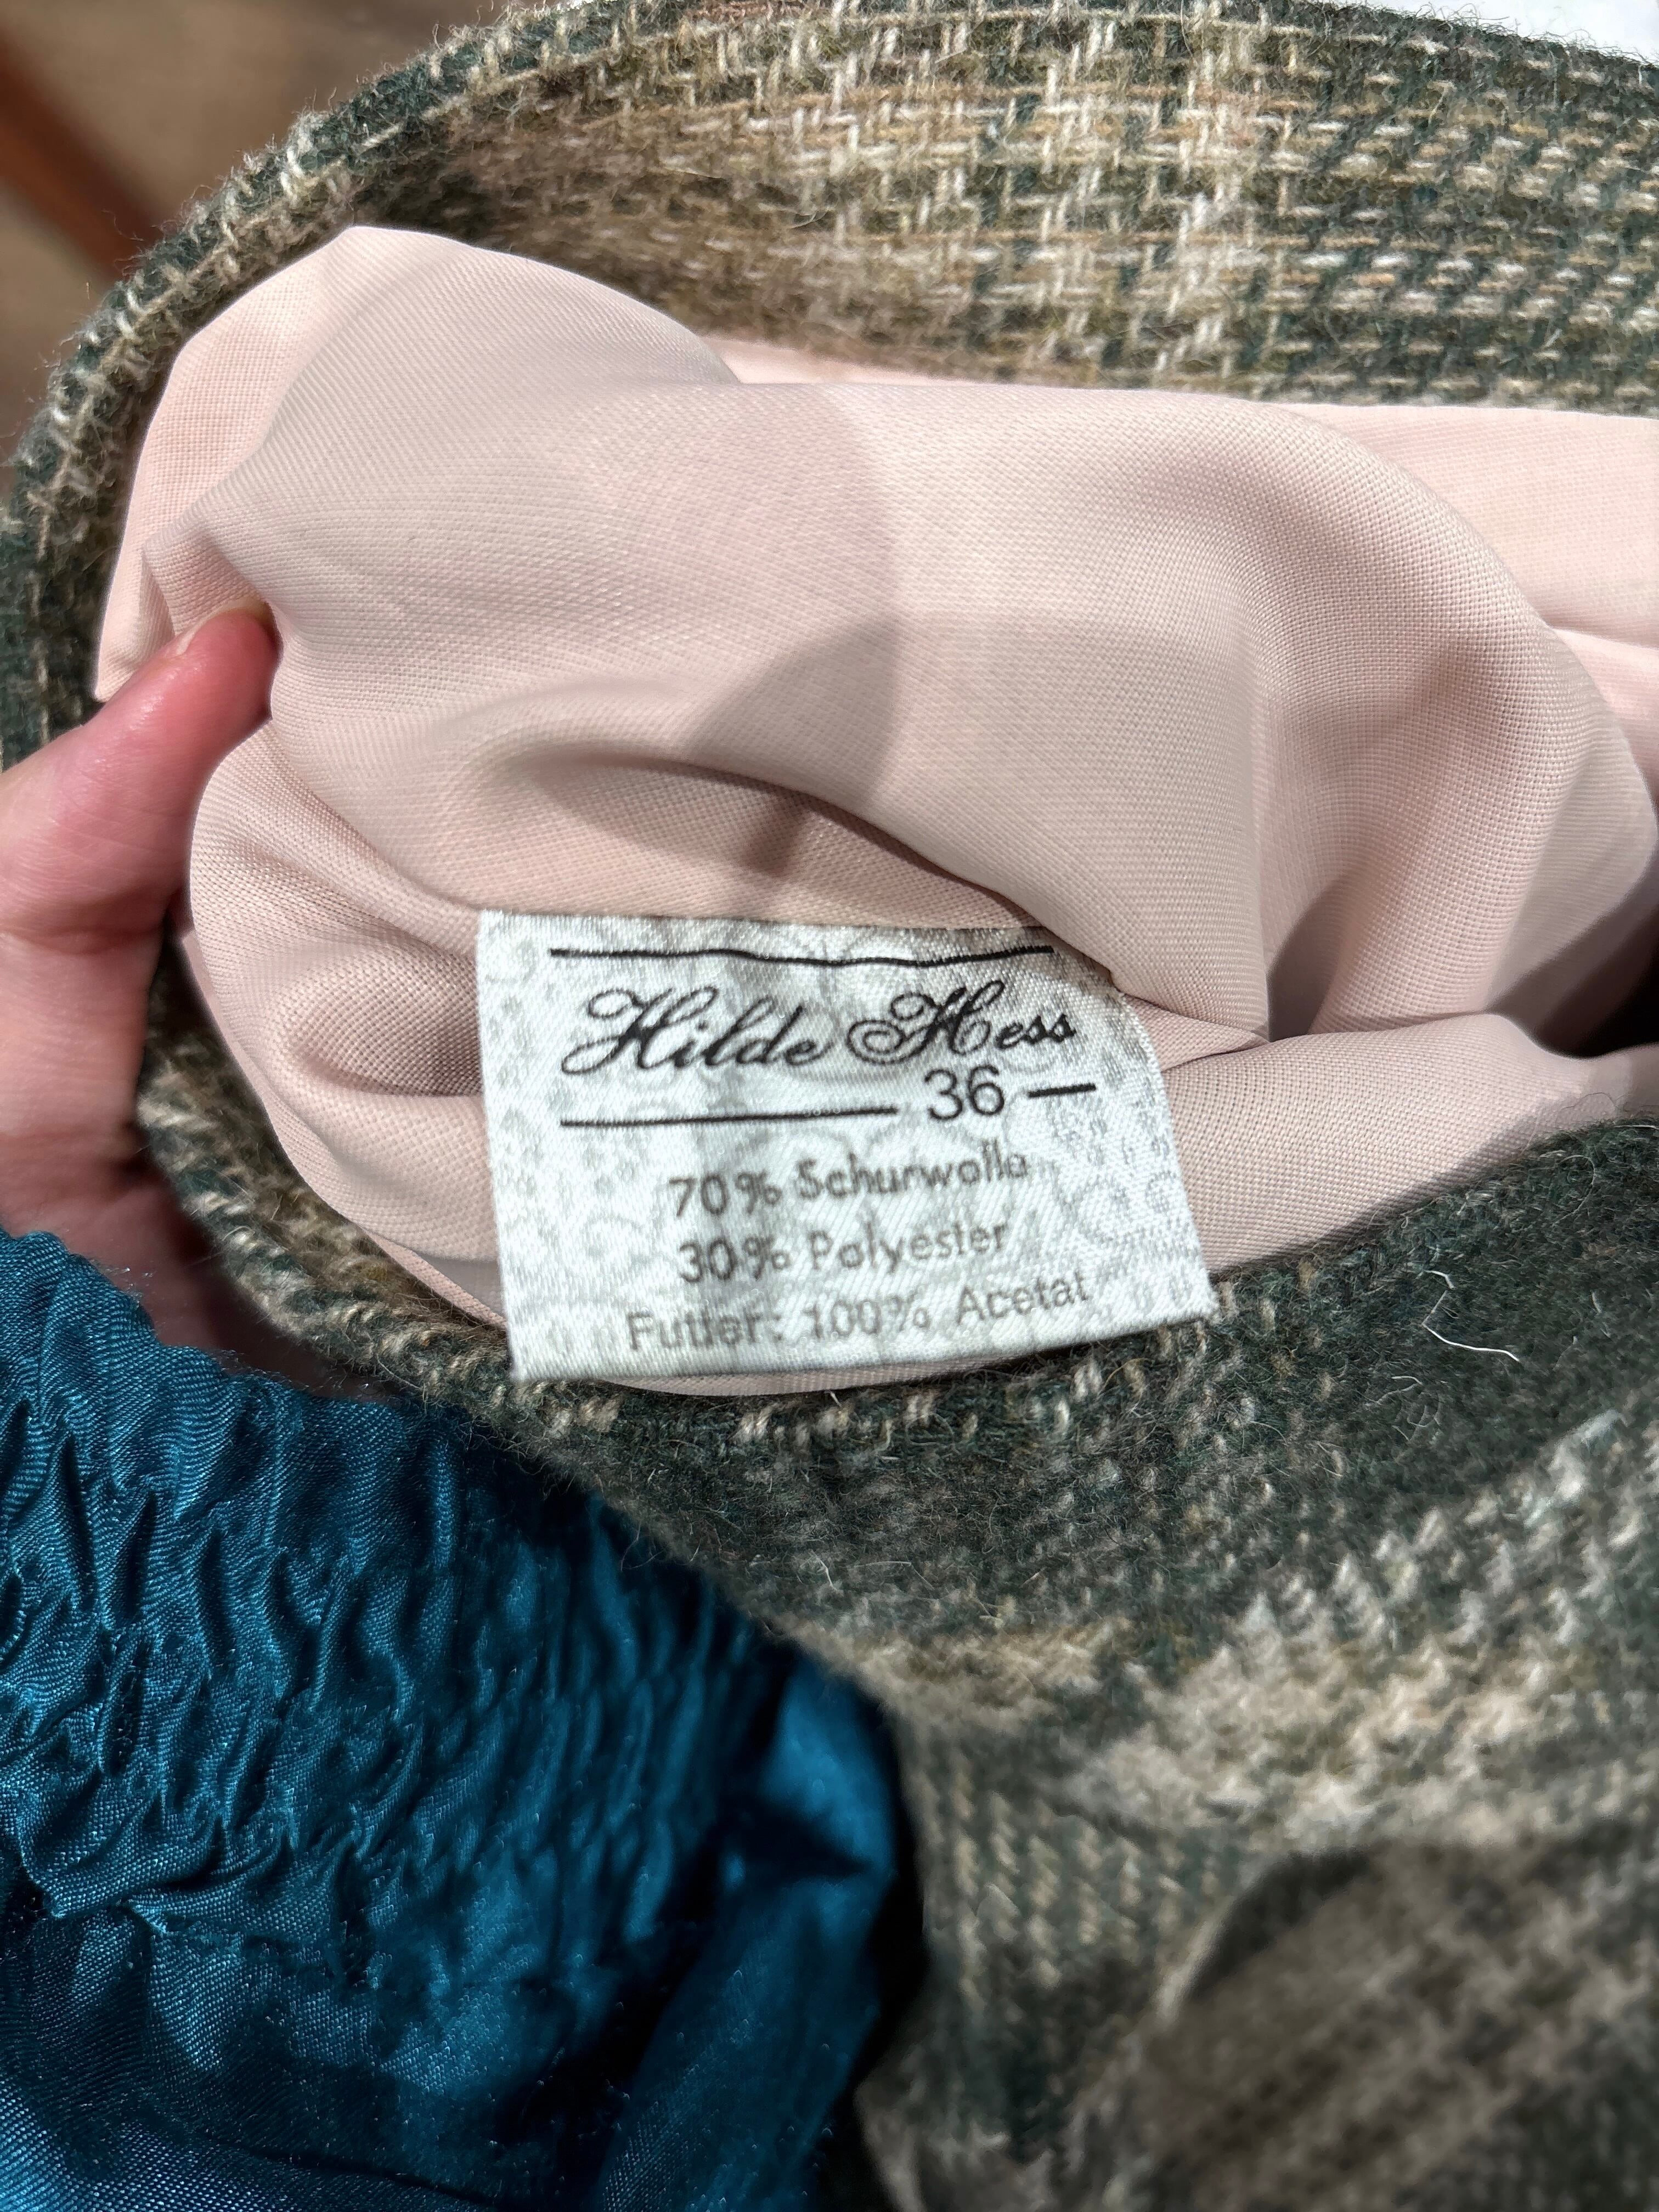 Hilde Hess
36
70% Schurwolle
30% Polyester
Futter: 100% Acetat